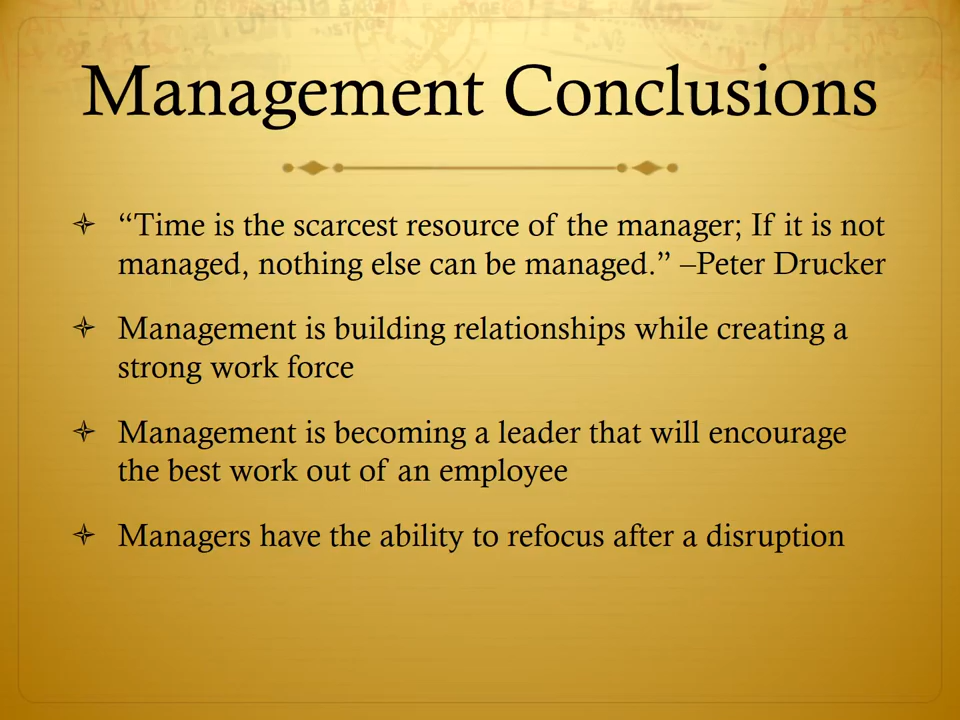 Management Conclusions
“Time is the scarcest resource of the manager; If it is not
managed, nothing else can be managed.” –Peter Drucker
Management is building relationships while creating a
strong work force
Management is becoming a leader that will encourage
the best work out of an employee
Managers have the ability to refocus after a disruption